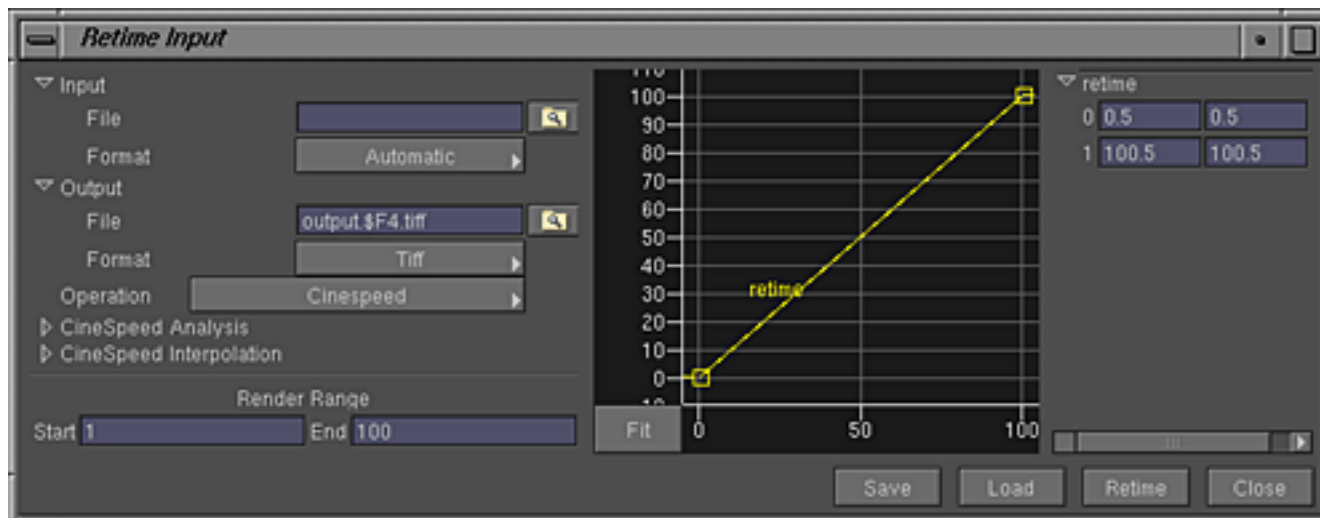 Retime Input
Input
File
Format Automatic
Output
File output.$F4.tiff
Format Tiff
Operation Cinespeed
CineSpeed Analysis
CineSpeed Interpolation
Render Range
Start 1 End 100
110
100
90
80
70
60
50
40
30
20
10
0
10
retime
Fit 0 50 100
retime
0 0.5 0.5
1 100.5 100.5
Save Load Retime Close